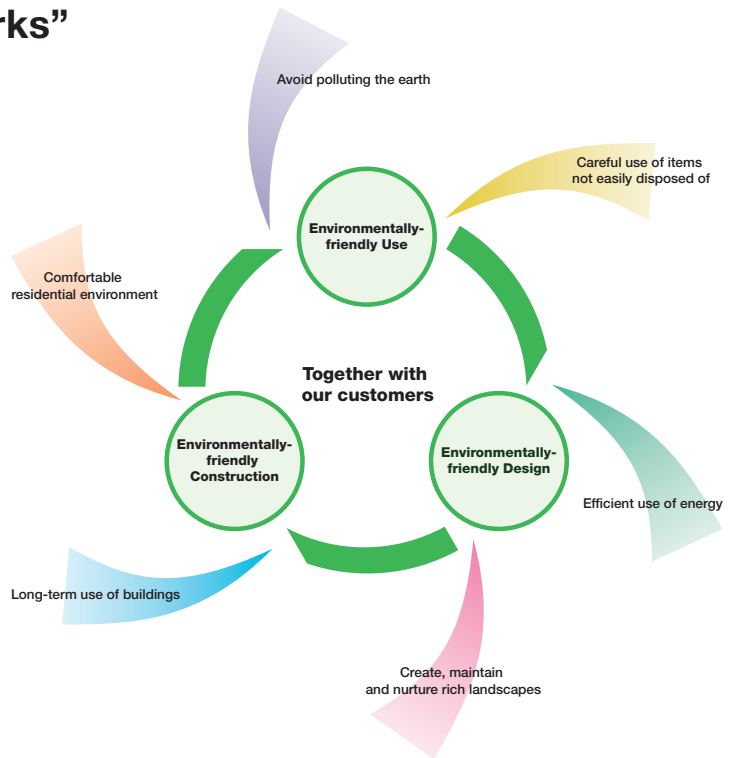 rks”
Avoid polluting the earth
Careful use of items
not easily disposed of
Environmentally-
friendly Use
Comfortable
residential environment
Together with
our customers
Environmentally-
friendly
Construction
Environmentally-
friendly Design
Efficient use of energy
Long-term use of buildings
Create, maintain
and nurture rich landscapes